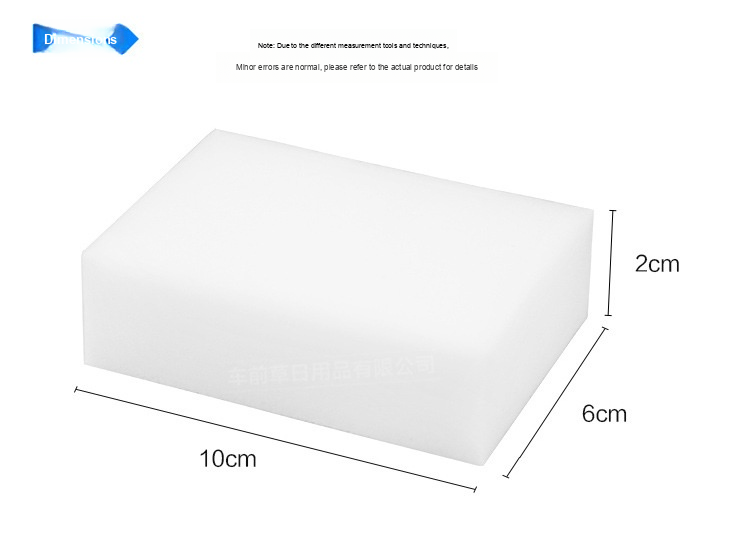 Dimensions
Note: Due to the different measurement tools and techniques,
Minor errors are normal, please refer to the actual product for details
2cm
6cm
10cm